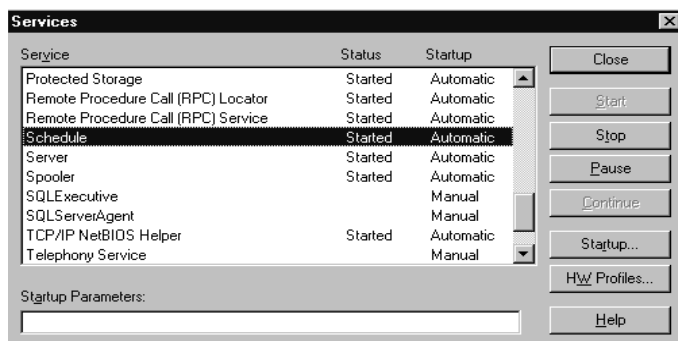 Services
Service Status Startup
Protected Storage Started Automatic
Remote Procedure Call (RPC) Locator Started Automatic
Remote Procedure Call (RPC) Service Started Automatic
Schedule Started Automatic
Server Started Automatic
Spooler Started Automatic
SQLExecutive Manual
SQLServerAgent Manual
TCP/IP NetBIOS Helper Started Automatic
Telephony Service Manual
Startup Parameters:
Close
Start
Stop
Pause
Continue
Startup...
HW Profiles...
Help